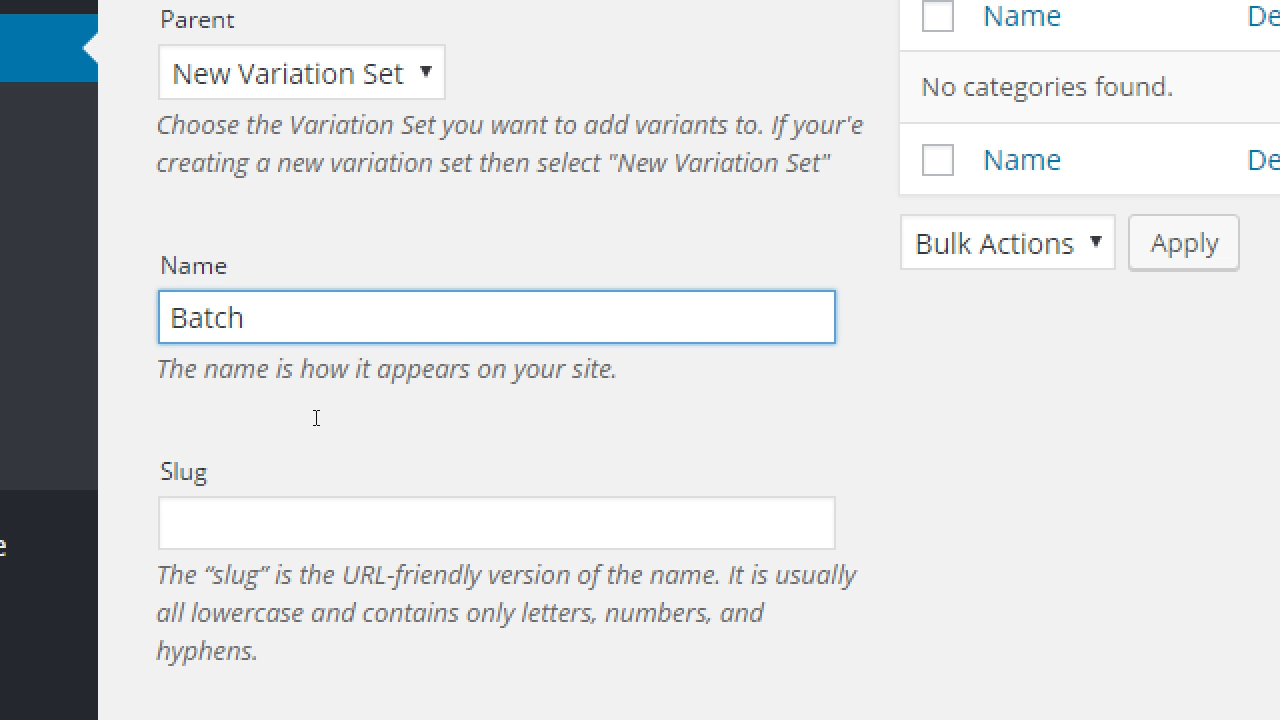 Parent
New Variation Set
Choose the Variation Set you want to add variants to. If your'e
creating a new variation set then select "New Variation Set"
Name
Batch
The name is how it appears on your site.
Slug
The “slug” is the URL-friendly version of the name. It is usually
all lowercase and contains only letters, numbers, and
hyphens.
Name De
No categories found.
Name De
Bulk Actions
Apply
e